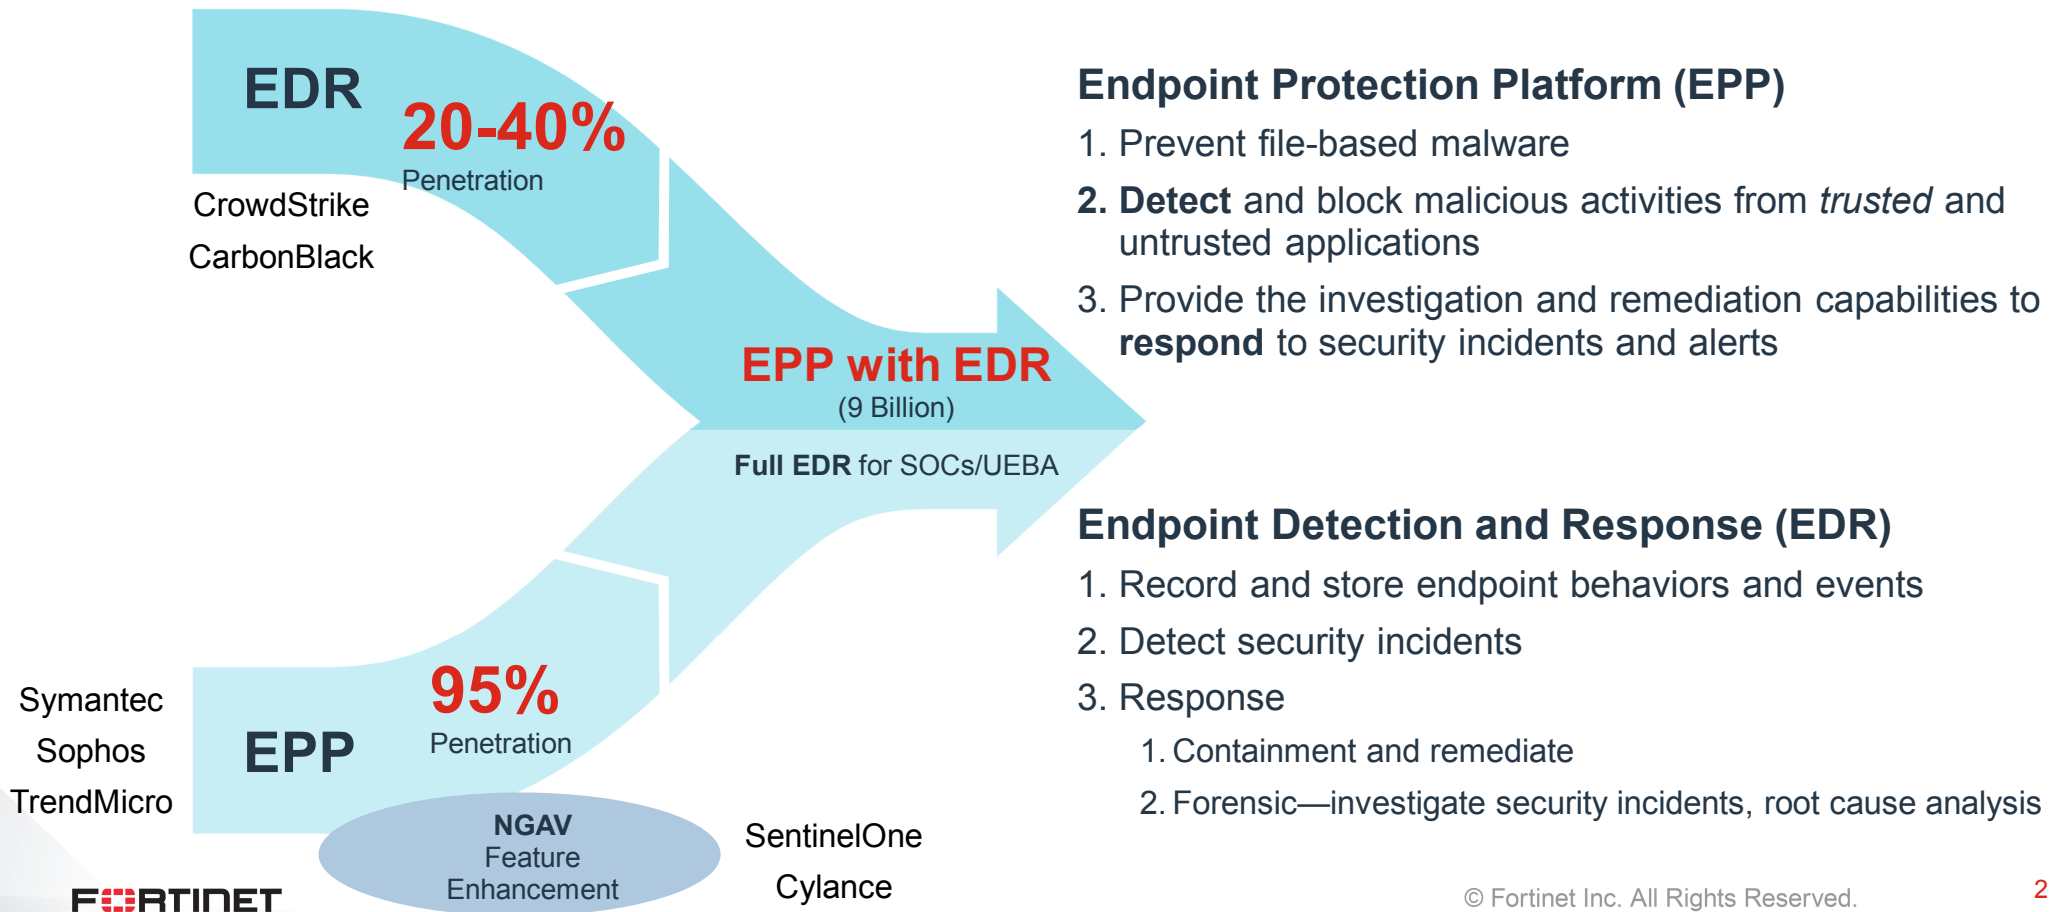 EDR
20-40%
Penetration
CrowdStrike
CarbonBlack
EPP with EDR
(9 Billion)
Full EDR for SOCs/UEBA
Symantec
Sophos
TrendMicro
EPP
95%
Penetration
NGAV
Feature
Enhancement
SentinelOne
Cylance
Endpoint Protection Platform (EPP)
1. Prevent file-based malware
2. Detect and block malicious activities from trusted and
untrusted applications
3. Provide the investigation and remediation capabilities to
respond to security incidents and alerts
Endpoint Detection and Response (EDR)
1. Record and store endpoint behaviors and events
2. Detect security incidents
3. Response
1. Containment and remediate
2. Forensic—investigate security incidents, root cause analysis
FORTINET
© Fortinet Inc. All Rights Reserved.
2